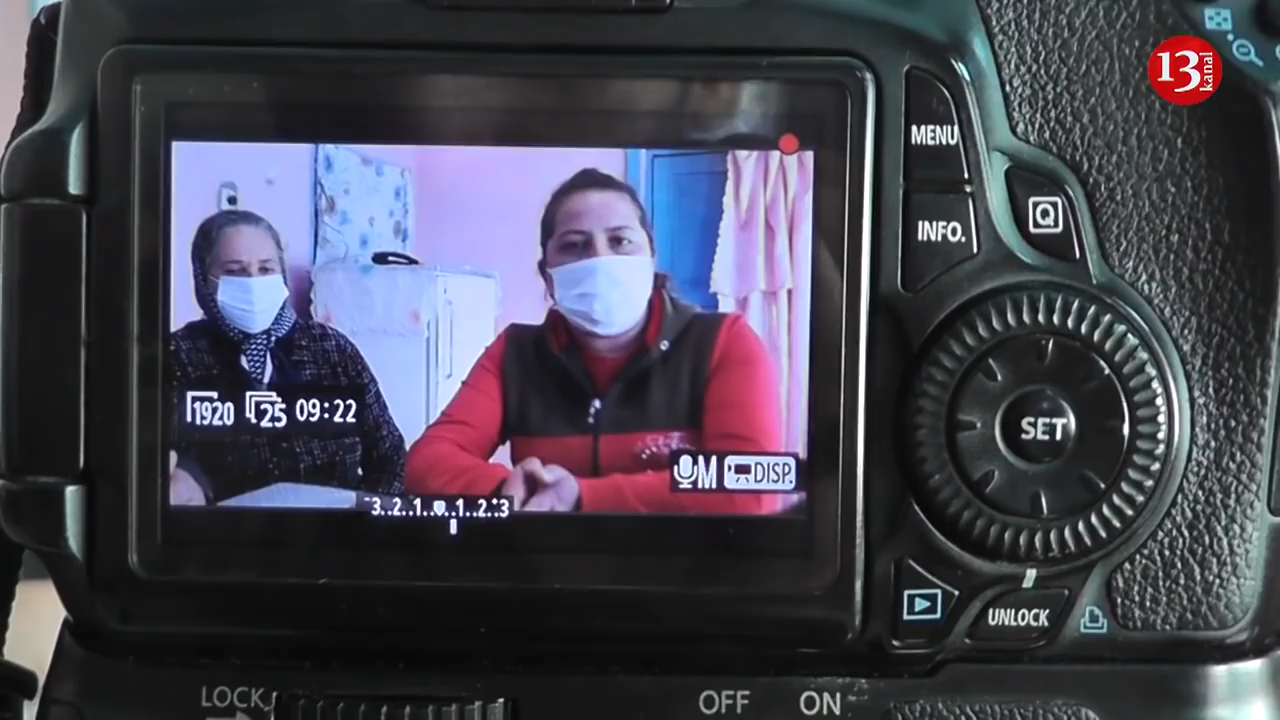 13 kanal
MENU
INFO.
Q
1920 25 09:22
M DISP.
-3..2..1..0..1..2..+3
SET
UNLOCK
LOCK
OFF ON